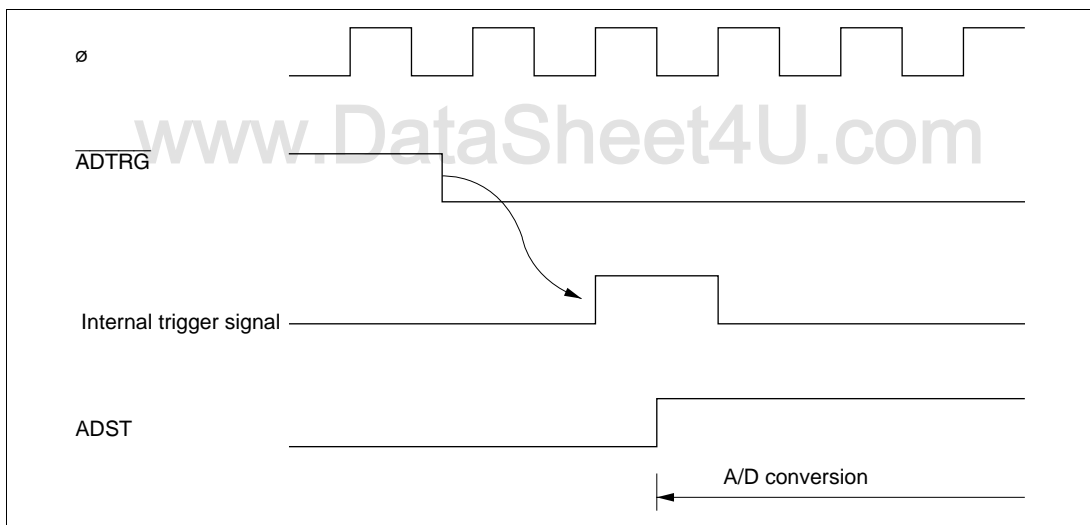 ø
www.DataSheet4U.com
ADTRG
Internal trigger signal
ADST
A/D conversion